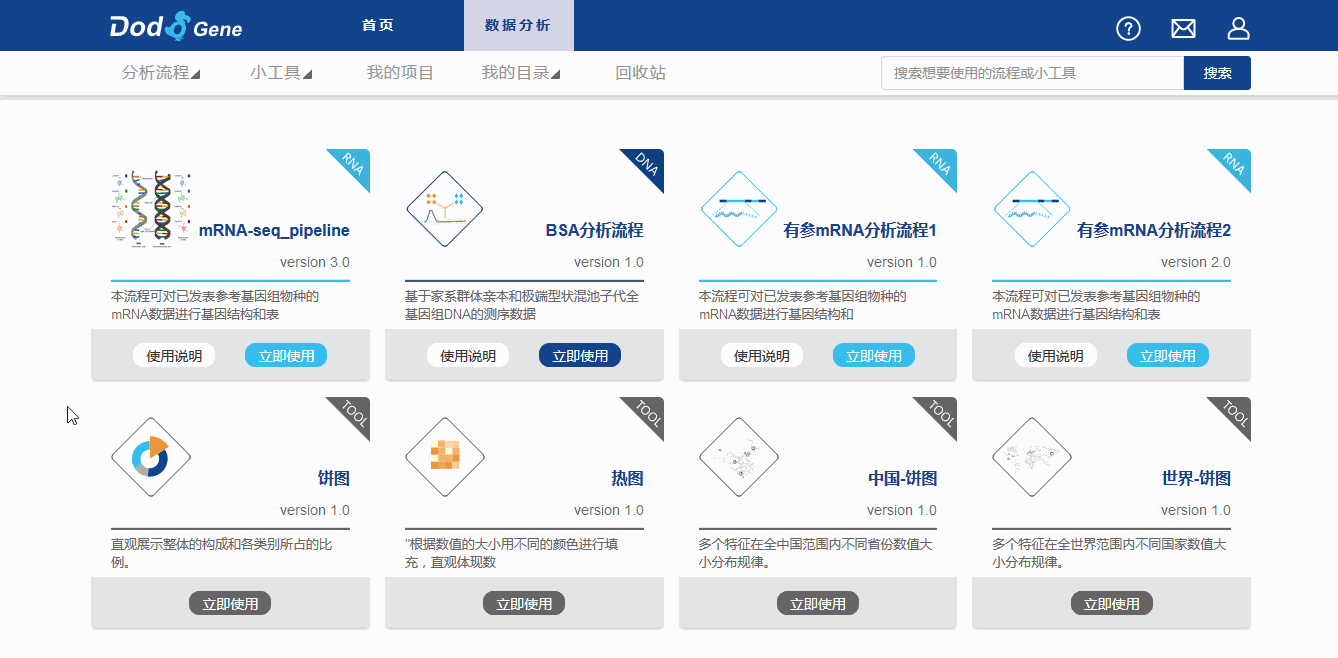 Dodo Gene
首页
数据分析
分析流程
小工具
我的项目
我的目录
回收站
搜索想要使用的流程或小工具
搜索
RNA
mRNA-seq_pipeline
version 3.0
本流程可对已发表参考基因组物种的
mRNA数据进行基因结构和表
使用说明
立即使用
DNA
BSA分析流程
version 1.0
基于家系群体亲本和极端型状混池子代全
基因组DNA的测序数据
使用说明
立即使用
RNA
有参mRNA分析流程1
version 1.0
本流程可对已发表参考基因组物种的
mRNA数据进行基因结构和
使用说明
立即使用
RNA
有参mRNA分析流程2
version 2.0
本流程可对已发表参考基因组物种的
mRNA数据进行基因结构和表
使用说明
立即使用
TOOL
饼图
version 1.0
直观展示整体的构成和各类别所占的比
例。
立即使用
TOOL
热图
version 1.0
"根据数值的大小用不同的颜色进行填
充，直观体现数
立即使用
TOOL
中国-饼图
version 1.0
多个特征在全中国范围内不同省份数值大
小分布规律。
立即使用
TOOL
世界-饼图
version 1.0
多个特征在全世界范围内不同国家数值大
小分布规律。
立即使用